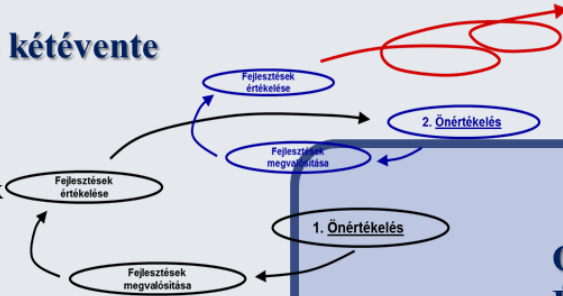 kétévente
Fejlesztések
értékelése
2. Önértékelés
Fejlesztések
megvalósítása
Fejlesztések
értékelése
1. Önértékelés
Fejlesztések
megvalósítása